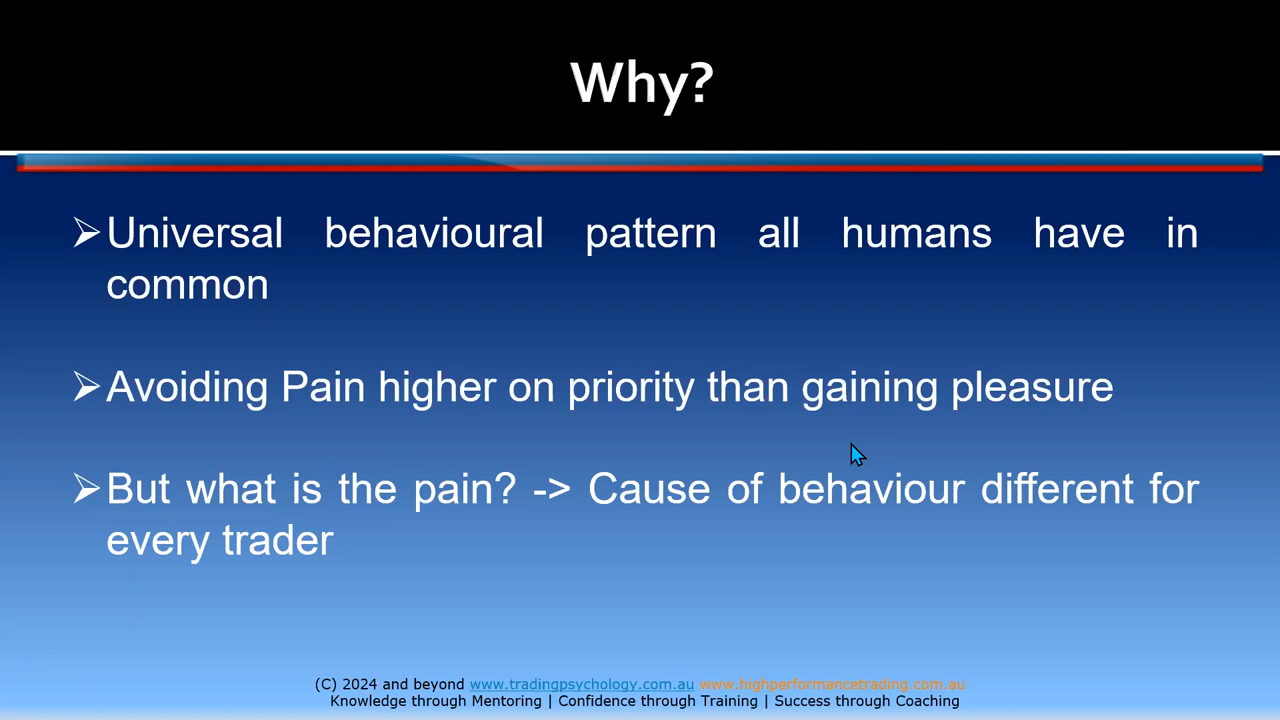 Why?
➢Universal behavioural pattern all humans have in
common
➢Avoiding Pain higher on priority than gaining pleasure
➢But what is the pain? -> Cause of behaviour different for
every trader
(C) 2024 and beyond www.tradingpsychology.com.au www.highperformancetrading.com.au
Knowledge through Mentoring | Confidence through Training | Success through Coaching